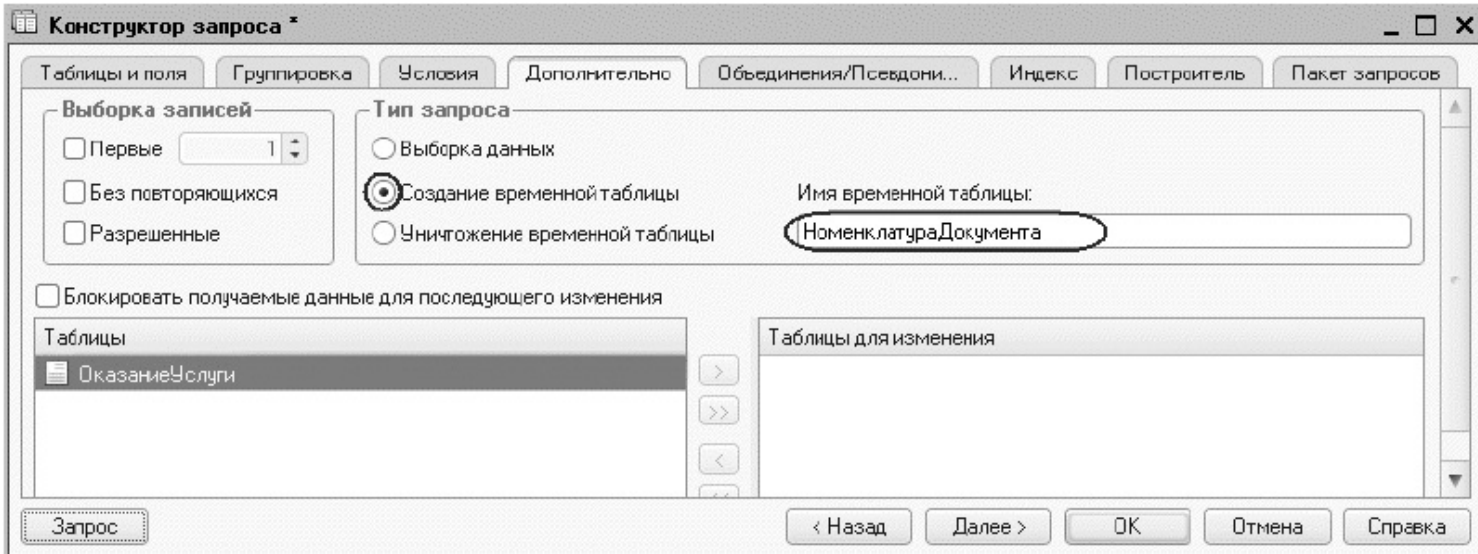 Конструктор запроса *
Таблицы и поля Группировка Условия Дополнительно Объединения/Псевдони... Индекс Построитель Пакет запросов
Выборка записей Тип запроса
Первые 1 Выборка данных
Без повторяющихся Создание временной таблицы Имя временной таблицы:
Разрешенные Уничтожение временной таблицы НоменклатураДокумента
Блокировать получаемые данные для последующего изменения
Таблицы Таблицы для изменения
ОказаниеУслуги >
>>
<
<<
Запрос < Назад Далее > ОК Отмена Справка